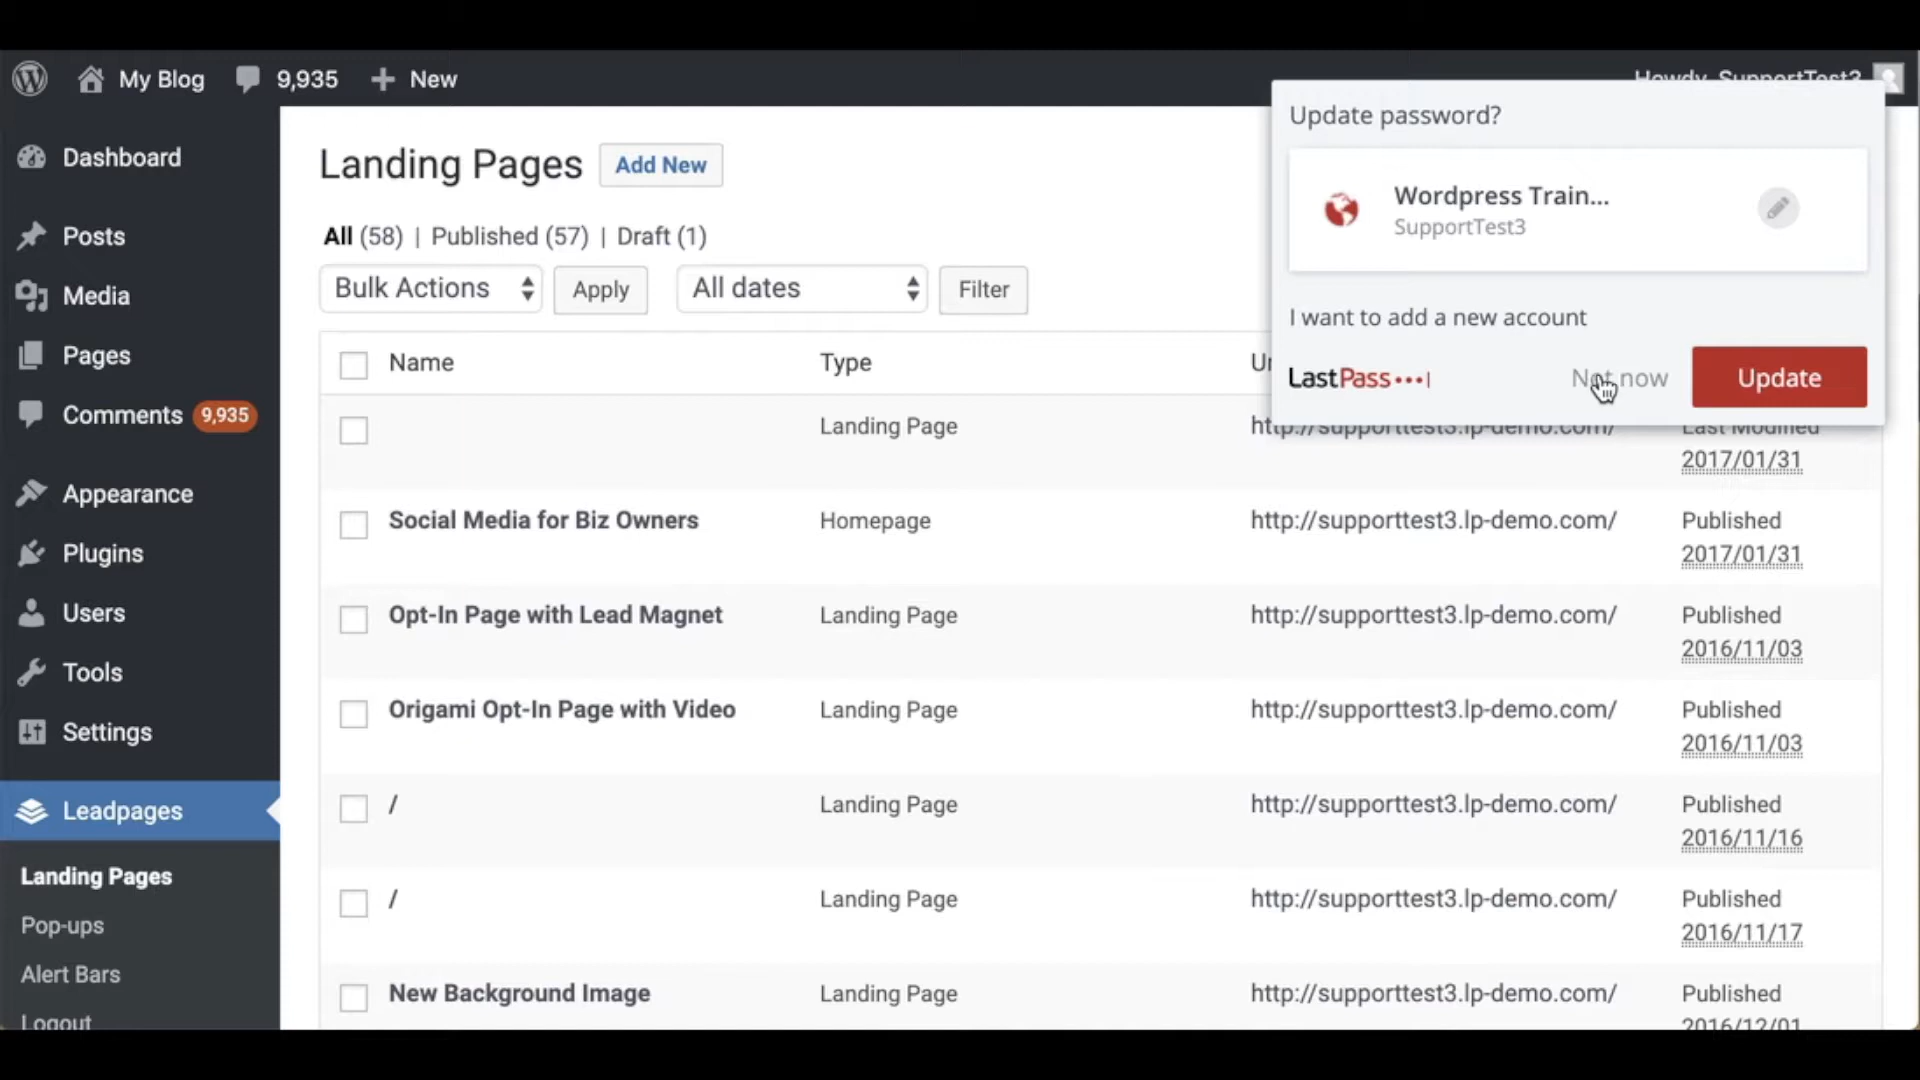 My Blog 9,935 New
Howdy, SupportTest3
Dashboard
Posts
Media
Pages
Comments 9,935
Appearance
Plugins
Users
Tools
Settings
Leadpages
Landing Pages
Pop-ups
Alert Bars
Logout
Landing Pages Add New
All (58) | Published (57) | Draft (1)
Bulk Actions Apply All dates Filter
Name Type
Landing Page http://supporttest3.lp-demo.com/ Last Modified
2017/01/31
Social Media for Biz Owners Homepage http://supporttest3.lp-demo.com/ Published
2017/01/31
Opt-In Page with Lead Magnet Landing Page http://supporttest3.lp-demo.com/ Published
2016/11/03
Origami Opt-In Page with Video Landing Page http://supporttest3.lp-demo.com/ Published
2016/11/03
/ Landing Page http://supporttest3.lp-demo.com/ Published
2016/11/16
/ Landing Page http://supporttest3.lp-demo.com/ Published
2016/11/17
New Background Image Landing Page http://supporttest3.lp-demo.com/ Published
2016/12/01
Update password?
Wordpress Train...
SupportTest3
I want to add a new account
LastPass Not now Update